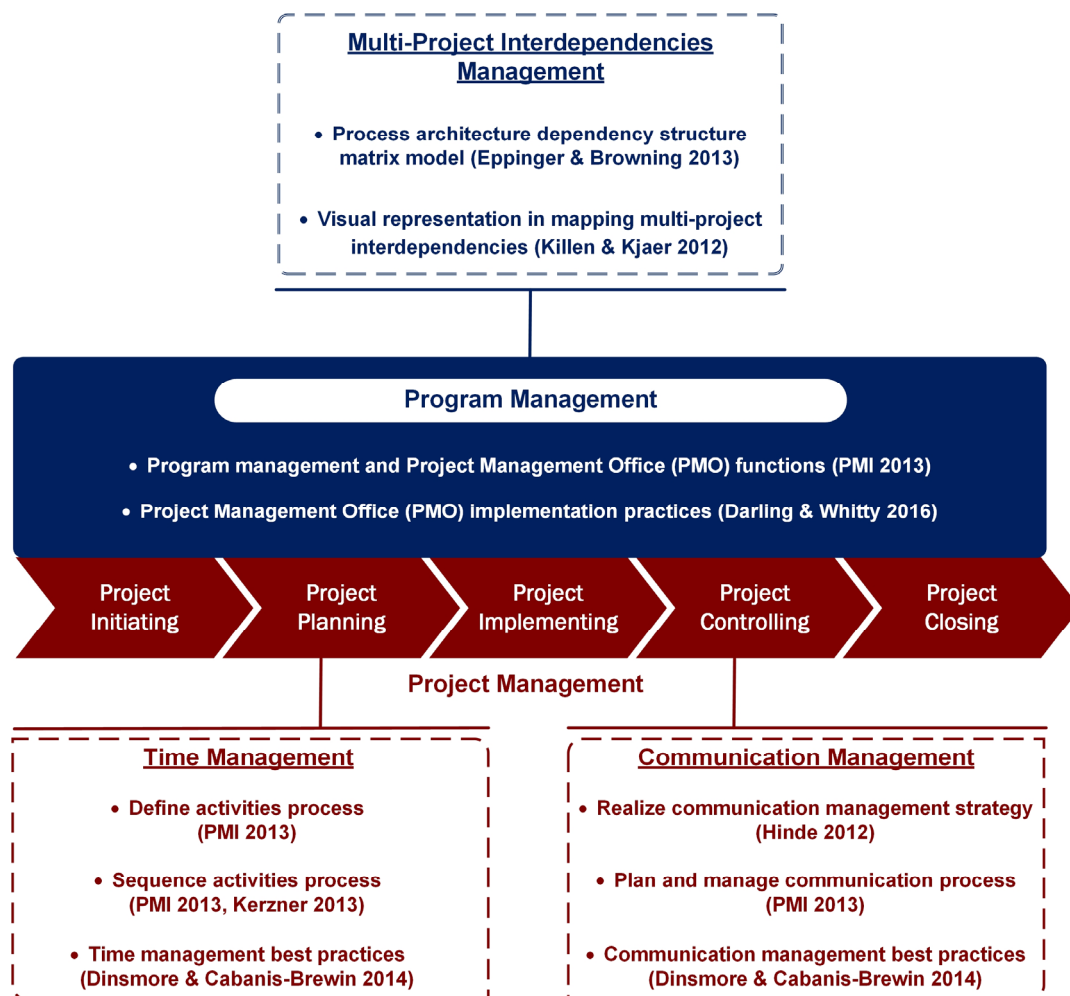 Multi-Project Interdependencies
Management
• Process architecture dependency structure
matrix model (Eppinger & Browning 2013)
• Visual representation in mapping multi-project
interdependencies (Killen & Kjaer 2012)
Program Management
• Program management and Project Management Office (PMO) functions (PMI 2013)
• Project Management Office (PMO) implementation practices (Darling & Whitty 2016)
Project
Initiating
Project
Planning
Project
Implementing
Project
Controlling
Project
Closing
Project Management
Time Management
• Define activities process
(PMI 2013)
• Sequence activities process
(PMI 2013, Kerzner 2013)
• Time management best practices
(Dinsmore & Cabanis-Brewin 2014)
Communication Management
• Realize communication management strategy
(Hinde 2012)
• Plan and manage communication process
(PMI 2013)
• Communication management best practices
(Dinsmore & Cabanis-Brewin 2014)